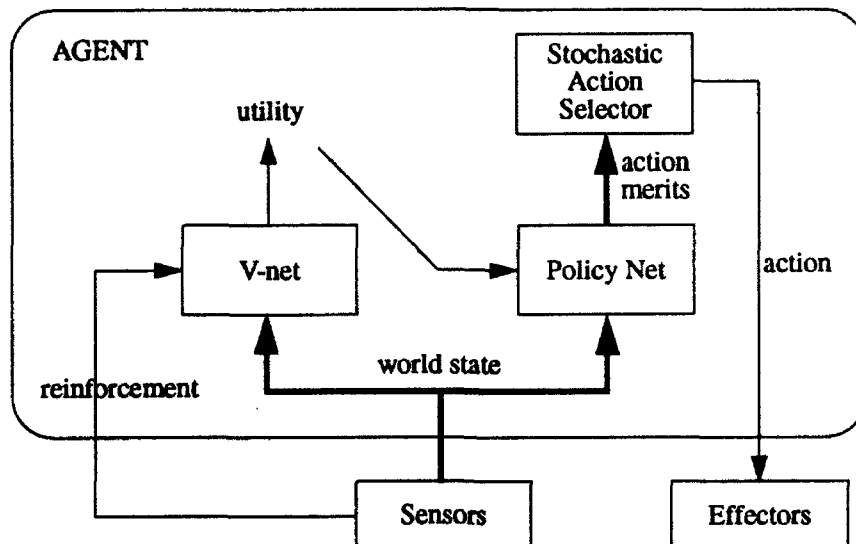 AGENT
Stochastic
Action
Selector
utility
action
merits
V-net
Policy Net
action
world state
reinforcement
Sensors
Effectors